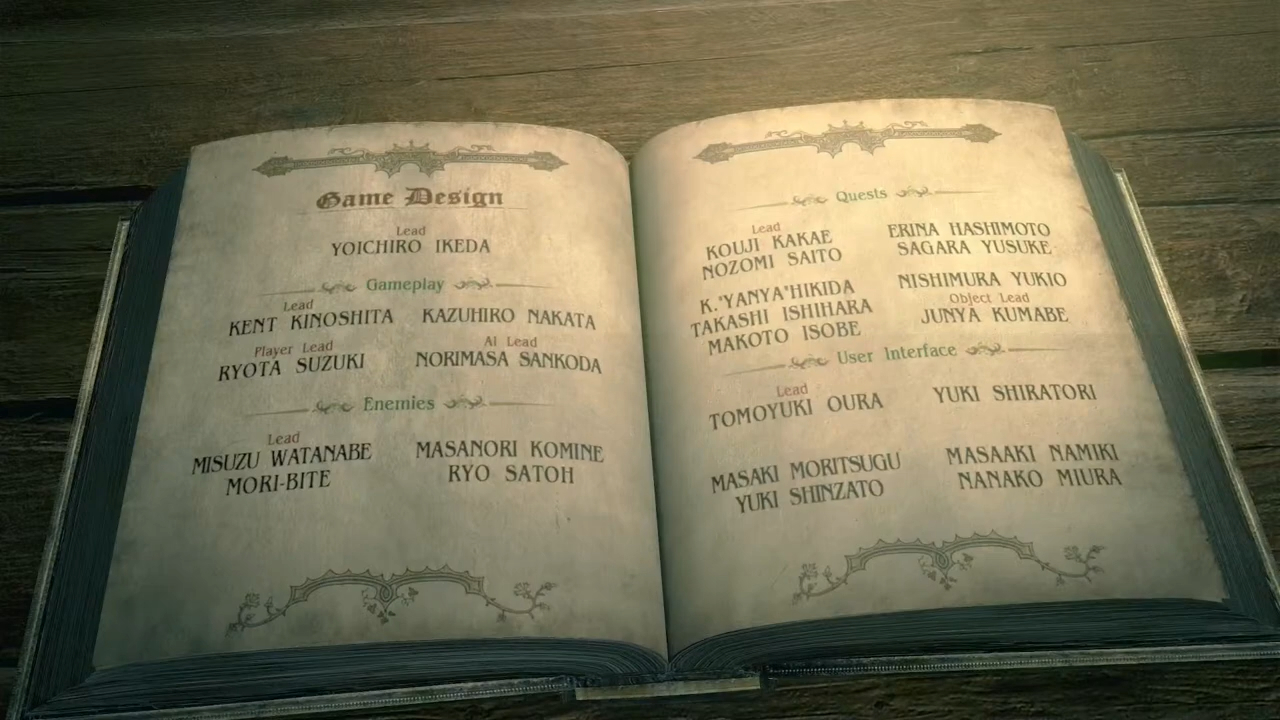 Game Design
Lead
YOICHIRO IKEDA
Gameplay
Lead
KENT KINOSHITA
KAZUHIRO NAKATA
Player Lead
RYOTA SUZUKI
AI Lead
NORIMASA SANKODA
Enemies
Lead
MISUZU WATANABE
MORI-BITE
MASANORI KOMINE
RYO SATOH
Quests
Lead
KOUJI KAKAE
NOZOMI SAITO
ERINA HASHIMOTO
SAGARA YUSUKE
K."YANYA"HIKIDA
TAKASHI ISHIHARA
MAKOTO ISOBE
NISHIMURA YUKIO
Object Lead
JUNYA KUMABE
User Interface
Lead
TOMOYUKI OURA
YUKI SHIRATORI
MASAKI MORITSUGU
YUKI SHINZATO
MASAAKI NAMIKI
NANAKO MIURA